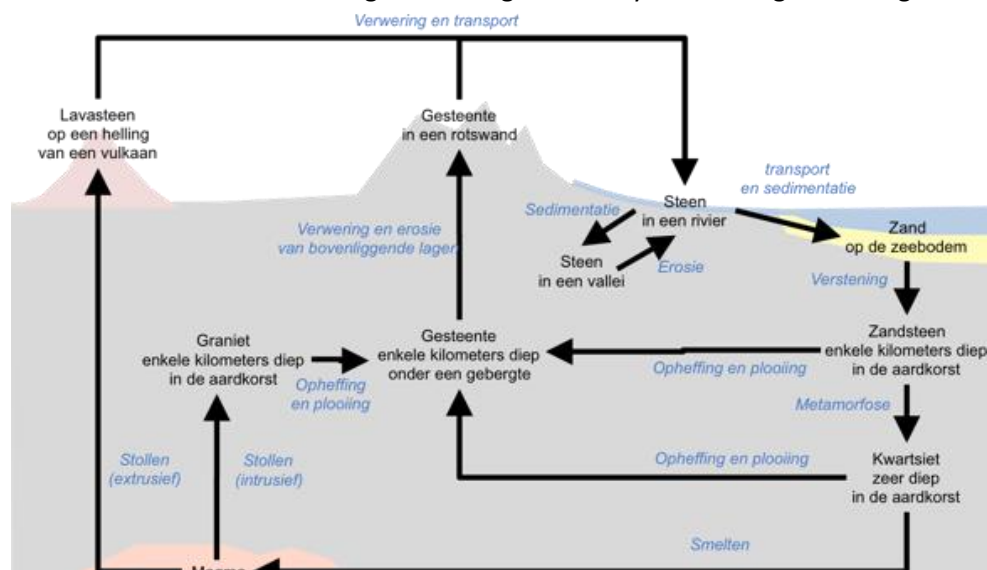 Verwering en transport
Lavasteen
op een helling
van een vulkaan
Gesteente
in een rotswand
transport
en sedimentatie
Sedimentatie
Steen
in een rivier
Zand
op de zeebodem
Verwering en erosie
van bovenliggende lagen
Steen
in een vallei
Erosie
Verstening
Graniet
enkele kilometers diep
in de aardkorst
Gesteente
enkele kilometers diep
onder een gebergte
Zandsteen
enkele kilometers diep
in de aardkorst
Opheffing
en plooiing
Opheffing en plooiing
Metamorfose
Stollen
(extrusief)
Stollen
(intrusief)
Opheffing en plooiing
Kwartsiet
zeer diep
in de aardkorst
Smelten